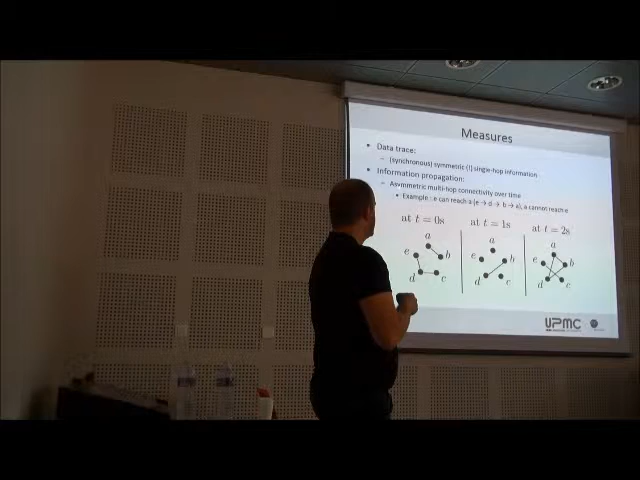 Measures
• Data trace:
– (synchronous) symmetric (!) single-hop information
• Information propagation:
– Asymmetric multi-hop connectivity over time
• Example : e can reach a (e → d → b → a), a cannot reach e
at t = 0s at t = 1s at t = 2s
a a a
e b e b e b
d c d c d c
UPMC